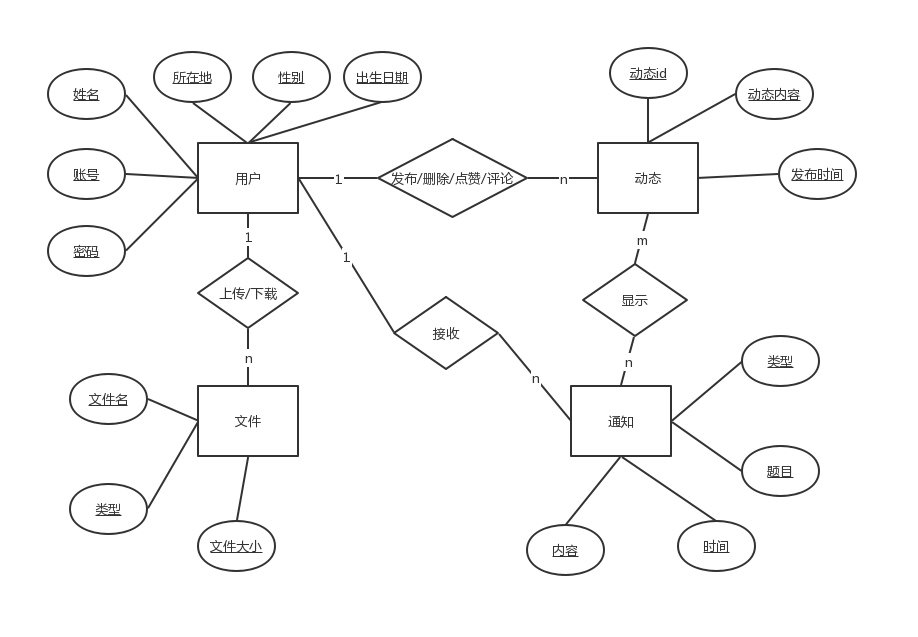 所在地
性别
出生日期
动态id
姓名
动态内容
账号
用户
1
发布/删除/点赞/评论
n
动态
发布时间
密码
1
m
1
上传/下载
显示
接收
n
n
类型
n
文件名
文件
通知
题目
类型
文件大小
内容
时间